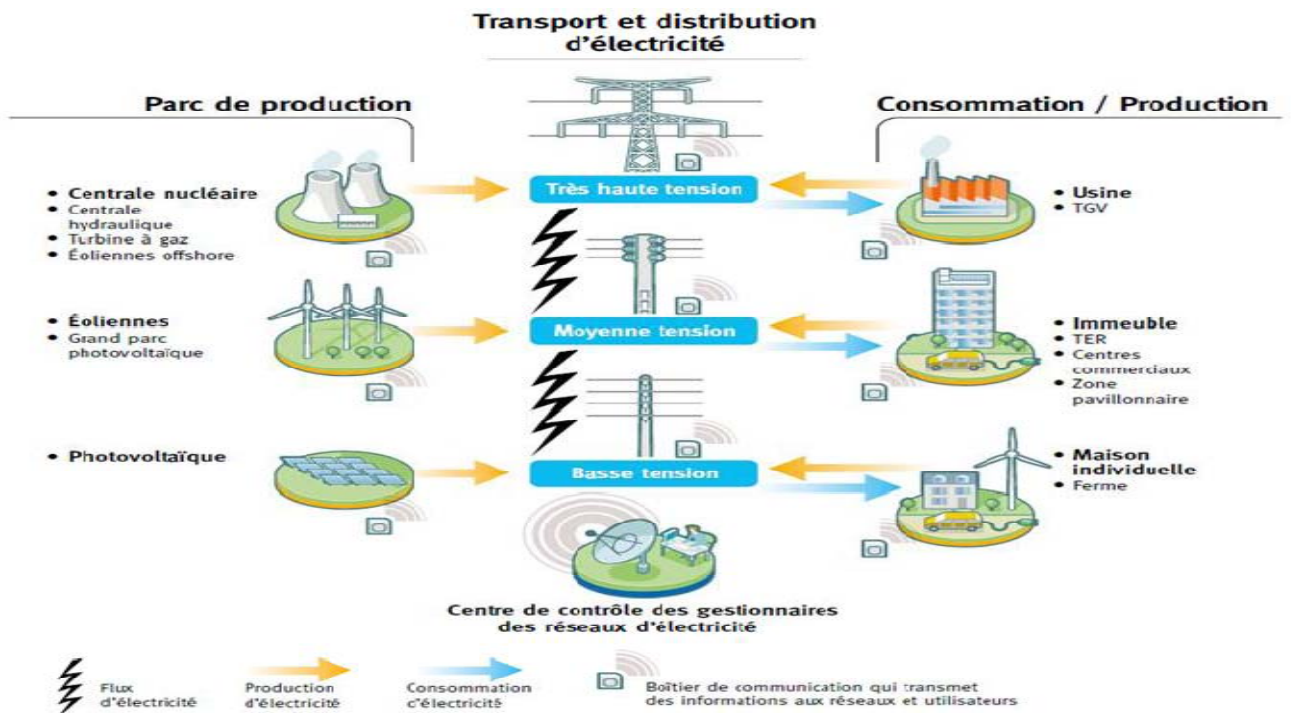 Transport et distribution
d'électricité
Parc de production
Consommation / Production
• Centrale nucléaire
• Centrale
hydraulique
• Turbine à gaz
• Éoliennes offshore
Très haute tension
• Usine
• TGV
• Éoliennes
• Grand parc
photovoltaïque
Moyenne tension
• Immeuble
• TER
• Centres
commerciaux
• Zone
pavillonnaire
• Photovoltaïque
Basse tension
• Maison
individuelle
• Ferme
Centre de contrôle des gestionnaires
des réseaux d'électricité
Flux
d'électricité
Production
d'électricité
Consommation
d'électricité
Boîtier de communication qui transmet
des informations aux réseaux et utilisateurs